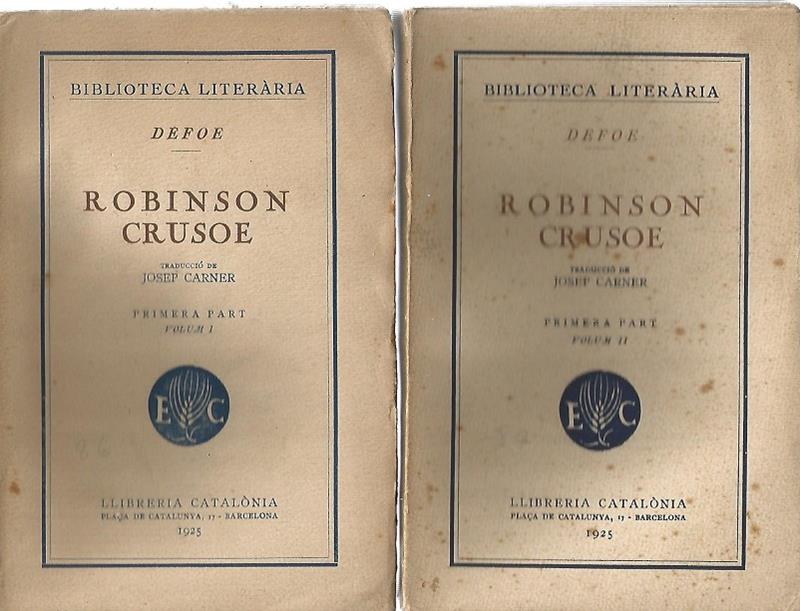 BIBLIOTECA LITERÀRIA
DEFOE
ROBINSON
CRUSOE
TRADUCCIÓ DE
JOSEP CARNER
PRIMERA PART
VOLUM I
E C
LLIBRERIA CATALÒNIA
PLAÇA DE CATALUNYA, 17 - BARCELONA
1925
BIBLIOTECA LITERÀRIA
DEFOE
ROBINSON
CRUSOE
TRADUCCIÓ DE
JOSEP CARNER
PRIMERA PART
VOLUM II
E C
LLIBRERIA CATALÒNIA
PLAÇA DE CATALUNYA, 17 - BARCELONA
1925